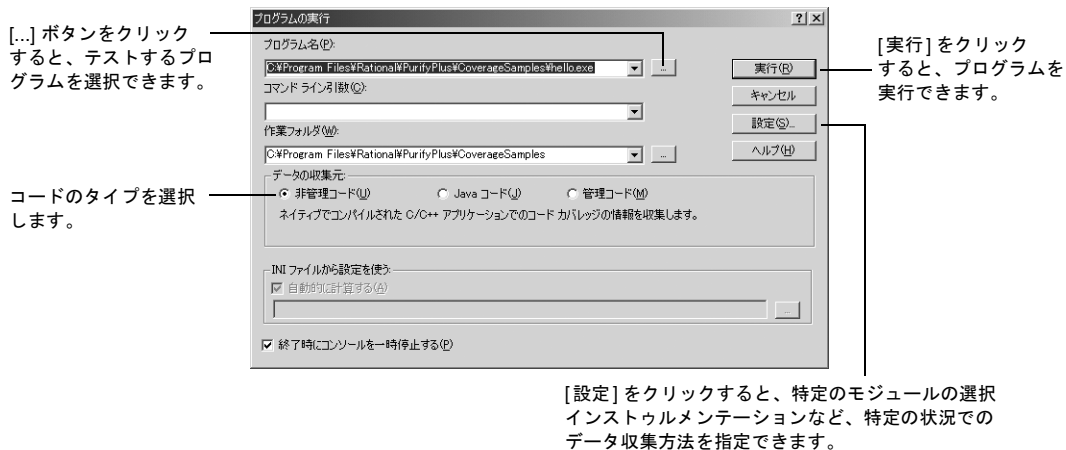 [...] ボタンをクリック
すると、テストするプロ
グラムを選択できます。
コードのタイプを選択
します。
プログラムの実行
プログラム名(P):
C:¥Program Files¥Rational¥PurifyPlus¥CoverageSamples¥hello.exe
...
コマンド ライン引数(C):
作業フォルダ(W):
C:¥Program Files¥Rational¥PurifyPlus¥CoverageSamples
...
実行(R)
キャンセル
設定(S)...
ヘルプ(H)
データの収集元:
非管理コード(U)
Java コード(J)
管理コード(M)
ネイティブでコンパイルされた C/C++ アプリケーションでのコード カバレッジの情報を収集します。
INI ファイルから設定を使う:
自動的に計算する(A)
...
終了時にコンソールを一時停止する(P)
[実行] をクリック
すると、プログラムを
実行できます。
[設定] をクリックすると、特定のモジュールの選択
インストゥルメンテーションなど、特定の状況での
データ収集方法を指定できます。